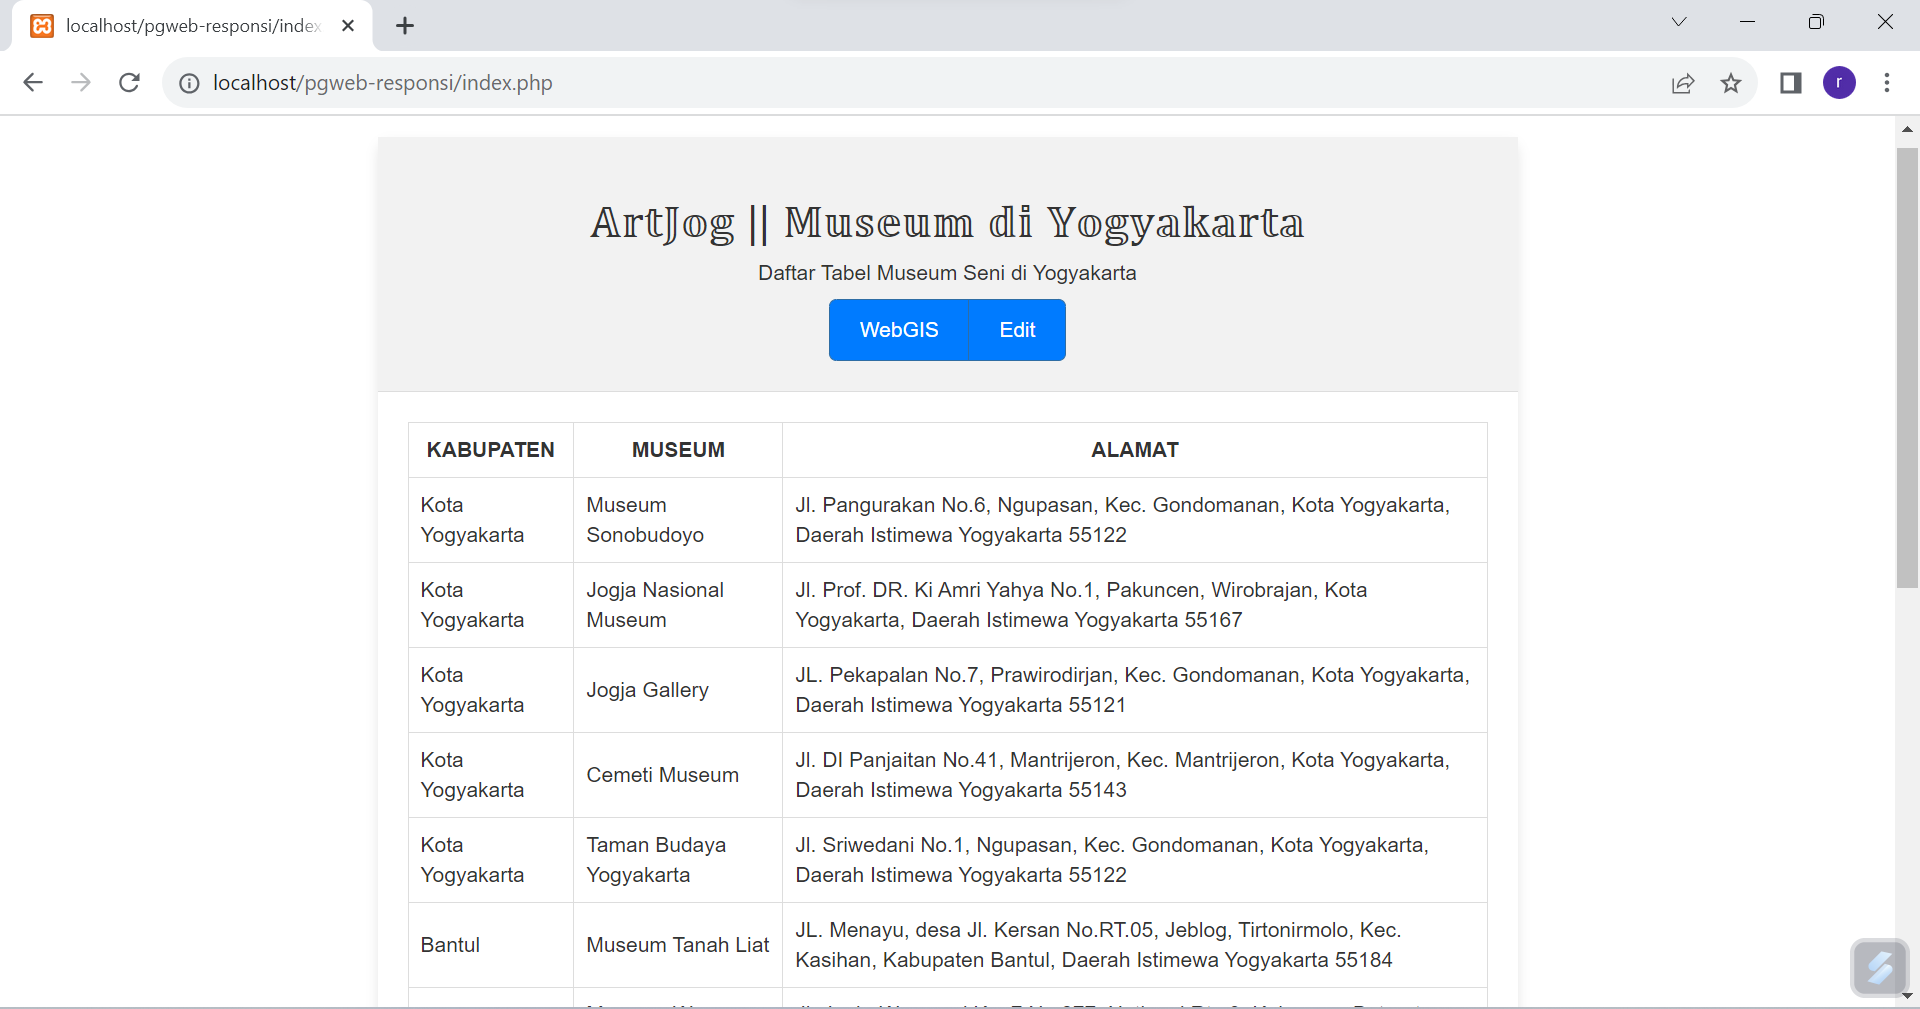 localhost/pgweb-responsi/index
localhost/pgweb-responsi/index.php
r
ArtJog || Museum di Yogyakarta
Daftar Tabel Museum Seni di Yogyakarta
WebGIS Edit
KABUPATEN MUSEUM ALAMAT
Kota Yogyakarta
Museum Sonobudoyo
Jl. Pangurakan No.6, Ngupasan, Kec. Gondomanan, Kota Yogyakarta,
Daerah Istimewa Yogyakarta 55122
Kota Yogyakarta
Jogja Nasional Museum
Jl. Prof. DR. Ki Amri Yahya No.1, Pakuncen, Wirobrajan, Kota
Yogyakarta, Daerah Istimewa Yogyakarta 55167
Kota Yogyakarta
Jogja Gallery
JL. Pekapalan No.7, Prawirodirjan, Kec. Gondomanan, Kota Yogyakarta,
Daerah Istimewa Yogyakarta 55121
Kota Yogyakarta
Cemeti Museum
Jl. DI Panjaitan No.41, Mantrijeron, Kec. Mantrijeron, Kota Yogyakarta,
Daerah Istimewa Yogyakarta 55143
Kota Yogyakarta
Taman Budaya Yogyakarta
Jl. Sriwedani No.1, Ngupasan, Kec. Gondomanan, Kota Yogyakarta,
Daerah Istimewa Yogyakarta 55122
Bantul
Museum Tanah Liat
JL. Menayu, desa Jl. Kersan No.RT.05, Jeblog, Tirtonirmolo, Kec.
Kasihan, Kabupaten Bantul, Daerah Istimewa Yogyakarta 55184